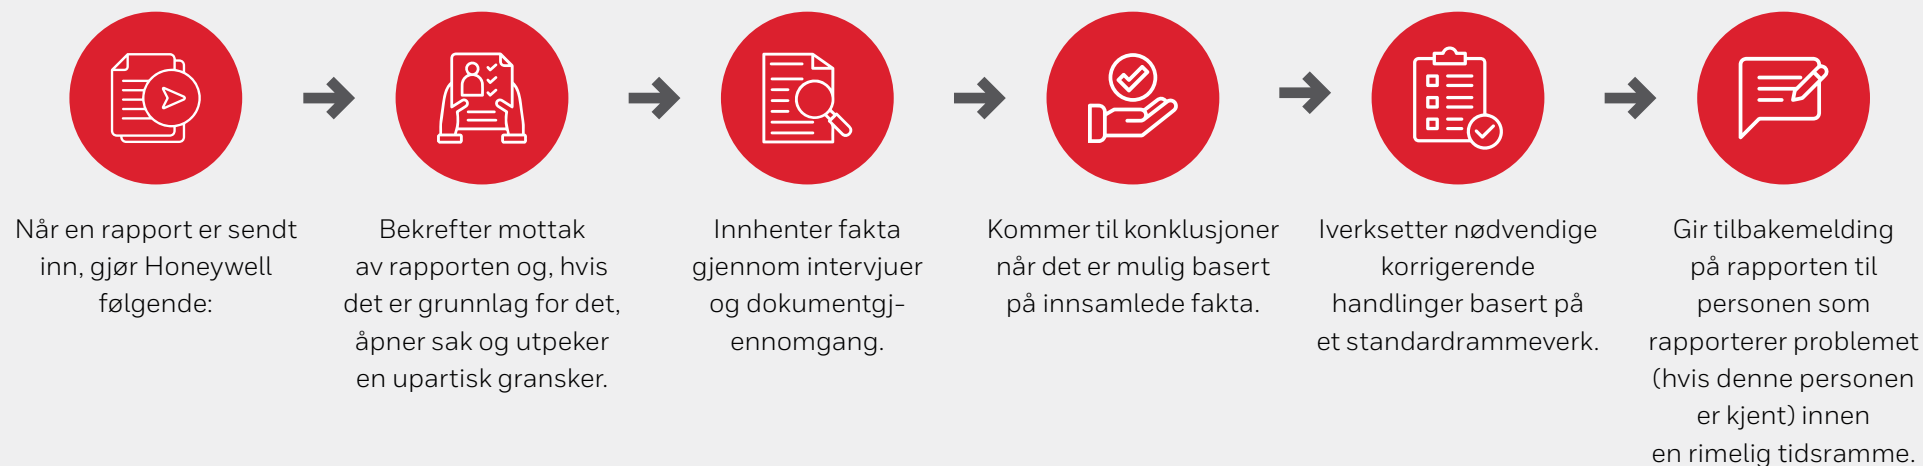 Når en rapport er sendt
inn, gjør Honeywell
følgende:
Bekrefter mottak
av rapporten og, hvis
det er grunnlag for det,
åpner sak og utpeker
en upartisk gransker.
Innhenter fakta
gjennom intervjuer
og dokumentgj-
ennomgang.
Kommer til konklusjoner
når det er mulig basert
på innsamlede fakta.
Iverksetter nødvendige
korrigerende
handlinger basert på
et standardrammeverk.
Gir tilbakemelding
på rapporten til
personen som
rapporterer problemet
(hvis denne personen
er kjent) innen
en rimelig tidsramme.